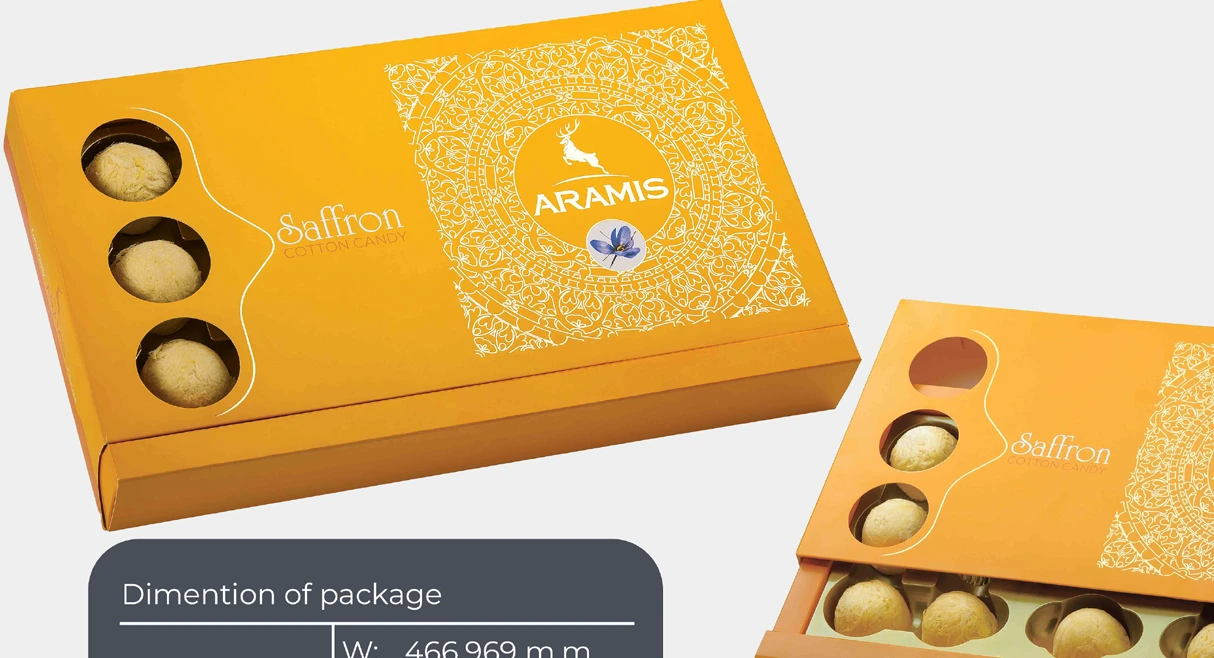 Saffron
COTTON CANDY
ARAMIS
Saffron
COTTON CANDY
Dimention of package
W: 466,969 m.m